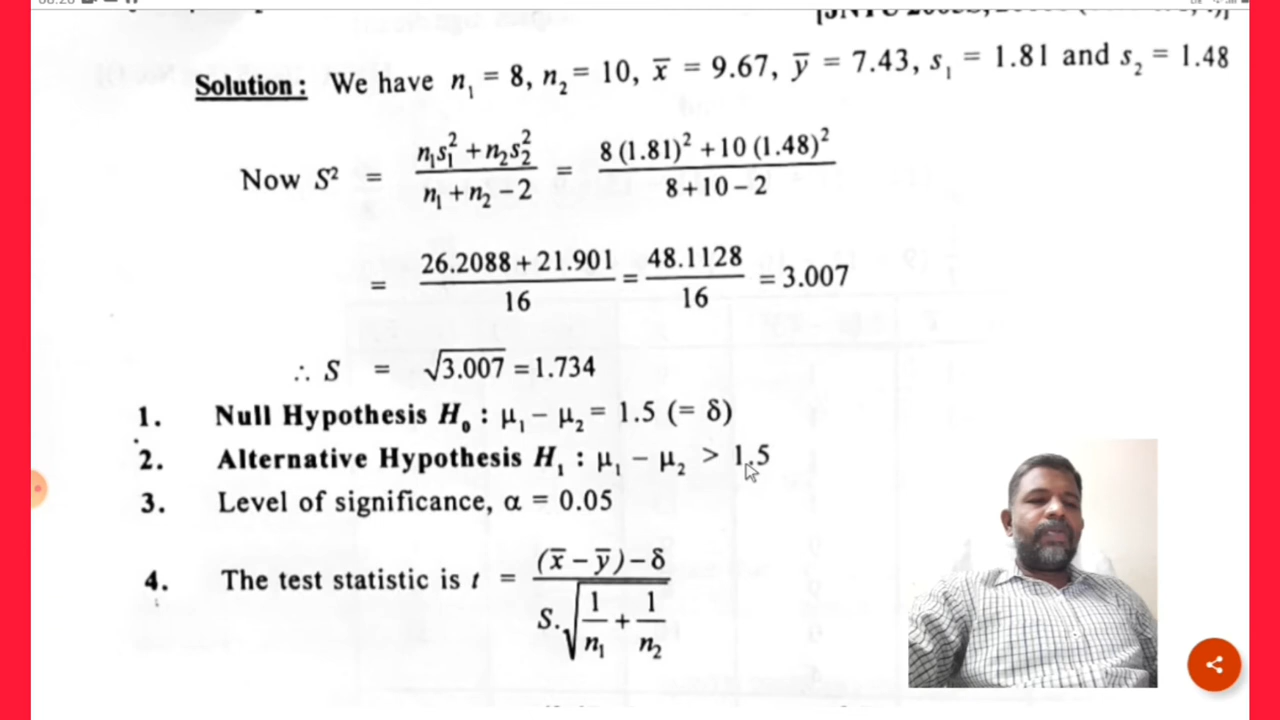 Solution : We have n₁ = 8, n₂ = 10, x̅ = 9.67, y̅ = 7.43, s₁ = 1.81 and s₂ = 1.48
Now S² = (n₁s₁² + n₂s₂²)/(n₁ + n₂ − 2) = (8 (1.81)² + 10 (1.48)²)/(8 + 10 − 2)
= (26.2088 + 21.901)/16 = 48.1128/16 = 3.007
∴ S = √3.007 = 1.734
1. Null Hypothesis H₀ : μ₁ − μ₂ = 1.5 (= δ)
2. Alternative Hypothesis H₁ : μ₁ − μ₂ > 1.5
3. Level of significance, α = 0.05
4. The test statistic is t = ((x̅ − y̅) − δ)/(S.√(1/n₁ + 1/n₂))